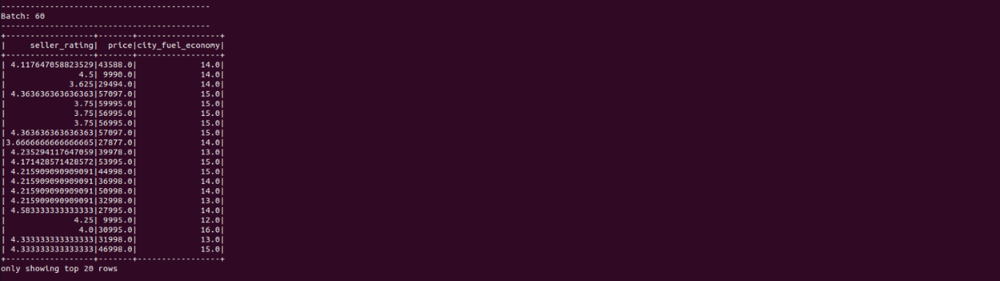 -------------------------------------------
Batch: 60
-------------------------------------------
+------------------+-------+-----------------+
|     seller_rating|  price|city_fuel_economy|
+------------------+-------+-----------------+
| 4.117647058823529|43588.0|             14.0|
|               4.5| 9990.0|             14.0|
|             3.625|29494.0|             14.0|
| 4.363636363636363|57097.0|             15.0|
|              3.75|59995.0|             15.0|
|              3.75|56995.0|             15.0|
|              3.75|56995.0|             15.0|
| 4.363636363636363|57097.0|             15.0|
|3.6666666666666665|27877.0|             14.0|
| 4.235294117647059|39978.0|             13.0|
| 4.171428571428572|53995.0|             15.0|
| 4.215909090909091|44998.0|             15.0|
| 4.215909090909091|36998.0|             14.0|
| 4.215909090909091|50998.0|             14.0|
| 4.215909090909091|32998.0|             13.0|
| 4.583333333333333|27995.0|             14.0|
|              4.25| 9995.0|             12.0|
|               4.0|30995.0|             16.0|
| 4.333333333333333|31998.0|             13.0|
| 4.333333333333333|46998.0|             15.0|
+------------------+-------+-----------------+
only showing top 20 rows